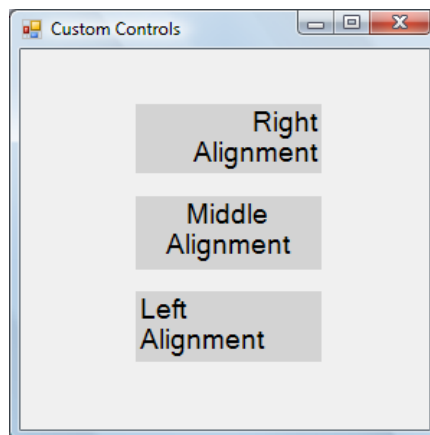 Custom Controls
Right
Alignment
Middle
Alignment
Left
Alignment